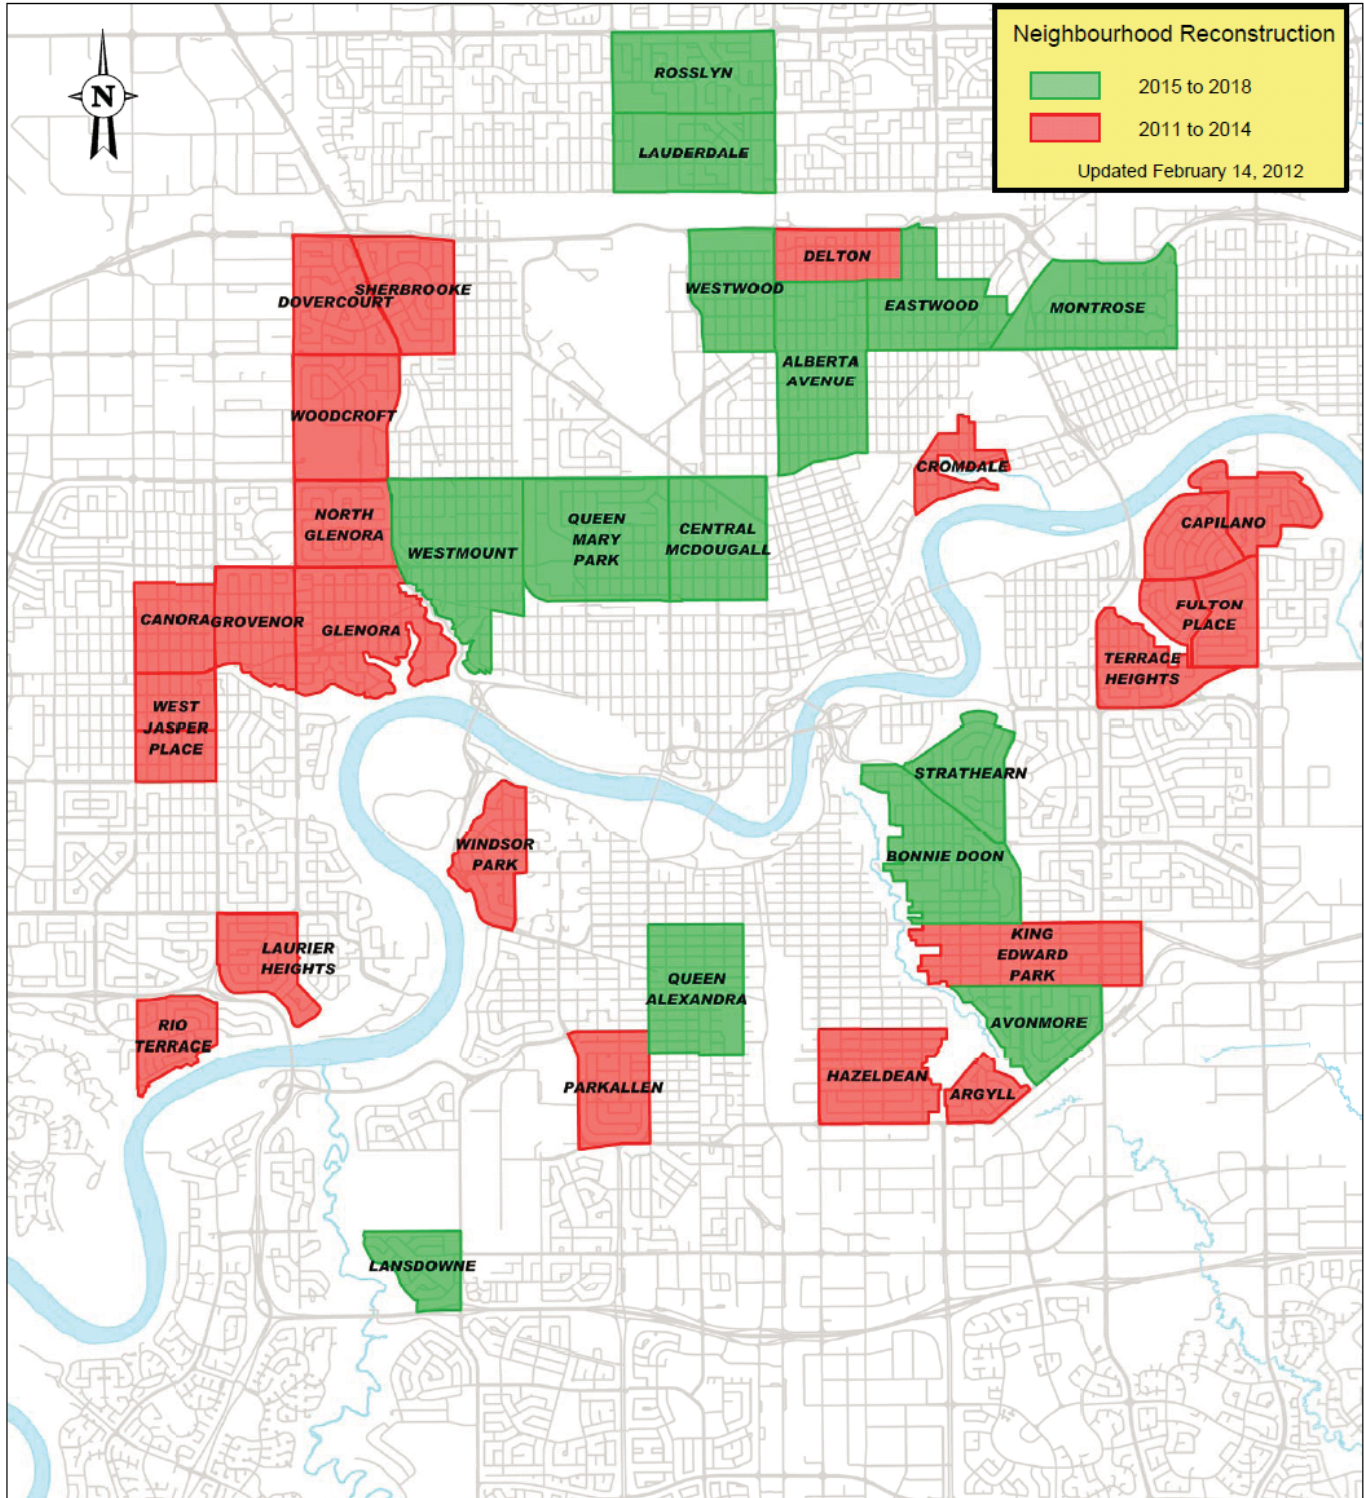 Neighbourhood Reconstruction
2015 to 2018
2011 to 2014
Updated February 14, 2012
N
ROSSLYN
LAUDERDALE
DELTON
SHERBROOKE
DOVERCOURT
WESTWOOD
EASTWOOD
MONTROSE
ALBERTA
AVENUE
WOODCROFT
CROMDALE
NORTH
GLENORA
WESTMOUNT
QUEEN
MARY
PARK
CENTRAL
MCDOUGALL
CAPILANO
CANORA
GROVENOR
GLENORA
FULTON
PLACE
TERRACE
HEIGHTS
WEST
JASPER
PLACE
STRATHEARN
WINDSOR
PARK
BONNIE DOON
LAURIER
HEIGHTS
KING
EDWARD
PARK
QUEEN
ALEXANDRA
RIO
TERRACE
AVONMORE
PARKALLEN
HAZELDEAN
ARGYLL
LANSDOWNE